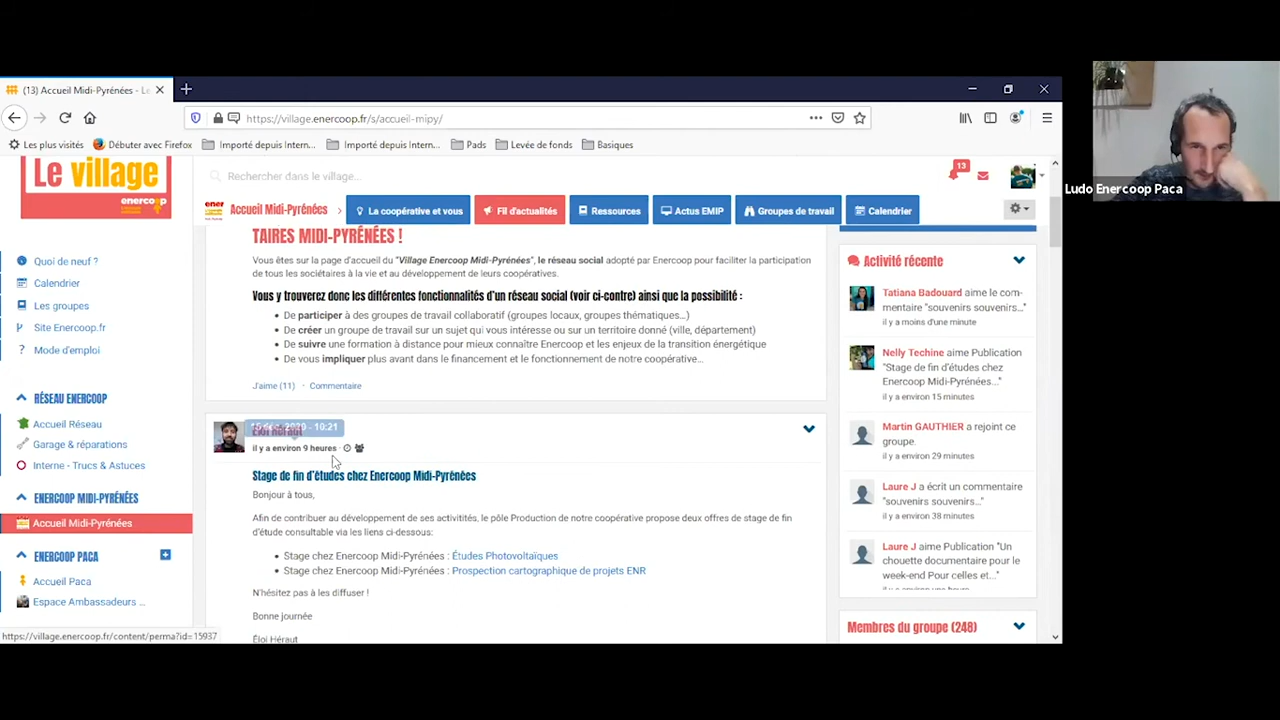 (13) Accueil Midi-Pyrénées - Le
https://village.enercoop.fr/s/accueil-mipy/
Les plus visités
Débuter avec Firefox
Importé depuis Intern...
Importé depuis Intern...
Pads
Levée de fonds
Basiques
Le village
enercoop
Rechercher dans le village...
13
ener
Accueil Midi-Pyrénées
La coopérative et vous
Fil d'actualités
Ressources
Actus EMIP
Groupes de travail
Calendrier
Quoi de neuf ?
Calendrier
Les groupes
Site Enercoop.fr
Mode d'emploi
RÉSEAU ENERCOOP
Accueil Réseau
Garage & réparations
Interne - Trucs & Astuces
ENERCOOP MIDI-PYRÉNÉES
Accueil Midi-Pyrénées
ENERCOOP PACA
Accueil Paca
Espace Ambassadeurs ...
https://village.enercoop.fr/content/perma?id=15937
TAIRES MIDI-PYRÉNÉES !
Vous êtes sur la page d'accueil du "Village Enercoop Midi-Pyrénées", le réseau social adopté par Enercoop pour faciliter la participation
de tous les sociétaires à la vie et au développement de leurs coopératives.
Vous y trouverez donc les différentes fonctionnalités d'un réseau social (voir ci-contre) ainsi que la possibilité :
De participer à des groupes de travail collaboratif (groupes locaux, groupes thématiques...)
De créer un groupe de travail sur un sujet qui vous intéresse ou sur un territoire donné (ville, département)
De suivre une formation à distance pour mieux connaître Enercoop et les enjeux de la transition énergétique
De vous impliquer plus avant dans le financement et le fonctionnement de notre coopérative...
J'aime (11) · Commentaire
2020 - 10:21
Éloi Héraut
il y a environ 9 heures ·
Stage de fin d'études chez Enercoop Midi-Pyrénées
Bonjour à tous,
Afin de contribuer au développement de ses activitités, le pôle Production de notre coopérative propose deux offres de stage de fin
d'étude consultable via les liens ci-dessous:
Stage chez Enercoop Midi-Pyrénées : Études Photovoltaïques
Stage chez Enercoop Midi-Pyrénées : Prospection cartographique de projets ENR
N'hésitez pas à les diffuser !
Bonne journée
Éloi Héraut
Activité récente
Tatiana Badouard aime le com-
mentaire "souvenirs souvenirs..."
il y a moins d'une minute
Nelly Techine aime Publication
"Stage de fin d'études chez
Enercoop Midi-Pyrénées..."
il y a environ 15 minutes
Martin GAUTHIER a rejoint ce
groupe.
il y a environ 29 minutes
Laure J a écrit un commentaire
"souvenirs souvenirs..."
il y a environ 38 minutes
Laure J aime Publication "Un
chouette documentaire pour le
week-end Pour celles et..."
il y a environ une heure
Membres du groupe (248)
Ludo Enercoop Paca